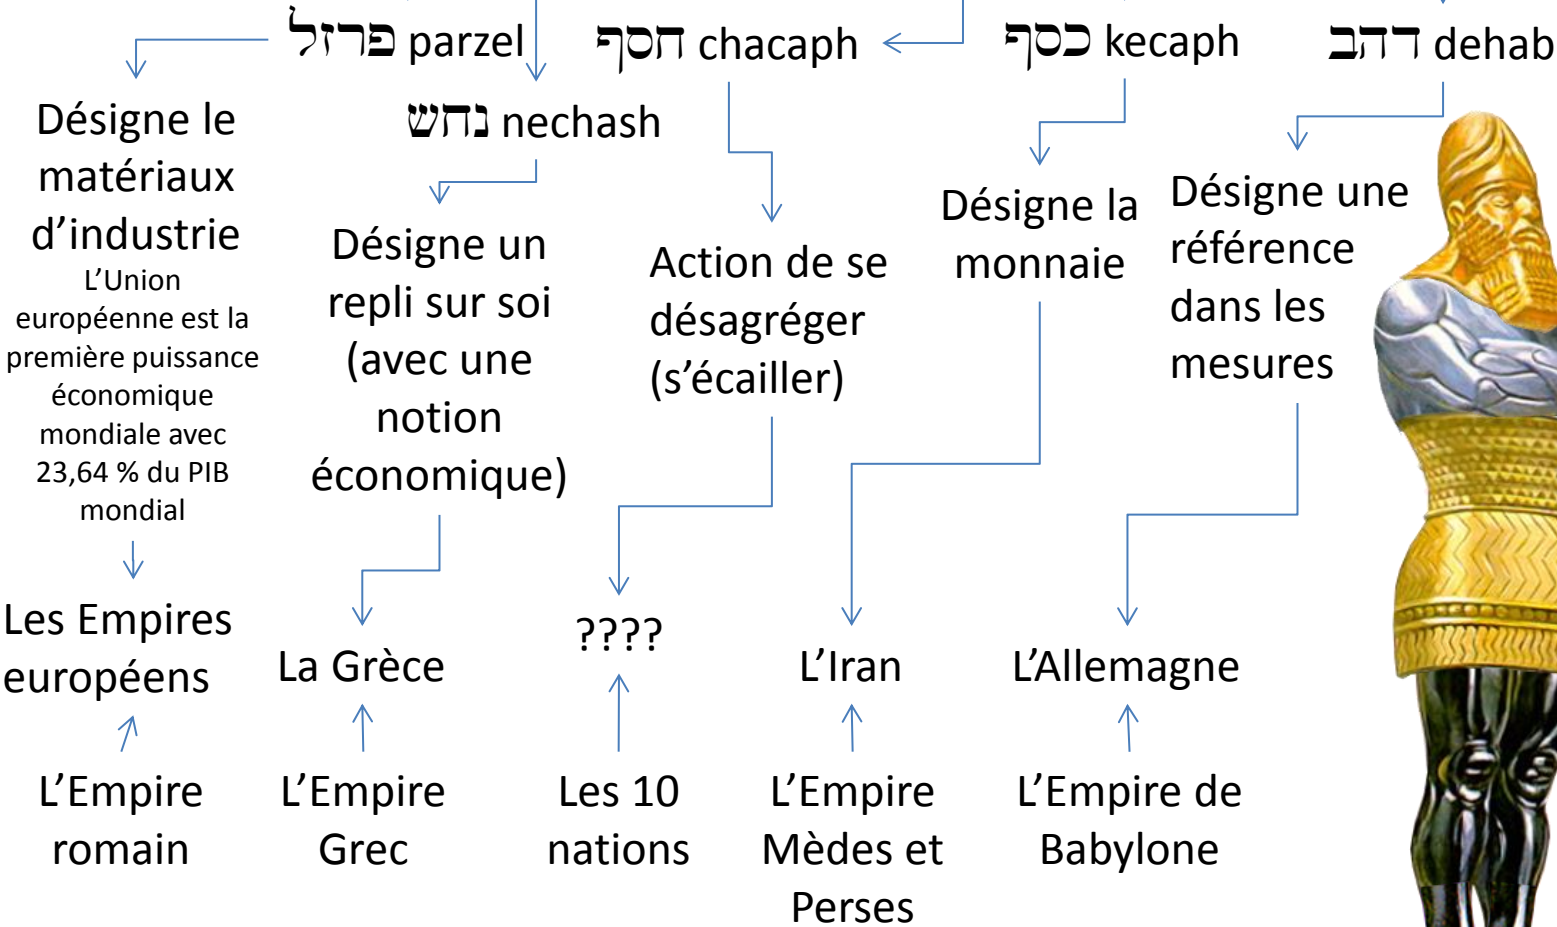 פרזל parzel
חסף chacaph
כסף kecaph
דהב dehab
נחש nechash
Désigne le
matériaux
d’industrie
L’Union
européenne est la
première puissance
économique
mondiale avec
23,64 % du PIB
mondial
Désigne un
repli sur soi
(avec une
notion
économique)
Action de se
désagréger
(s’écailler)
Désigne la
monnaie
Désigne une
référence
dans les
mesures
Les Empires
européens
La Grèce
????
L’Iran
L’Allemagne
L’Empire
romain
L’Empire
Grec
Les 10
nations
L’Empire
Mèdes et
Perses
L’Empire de
Babylone